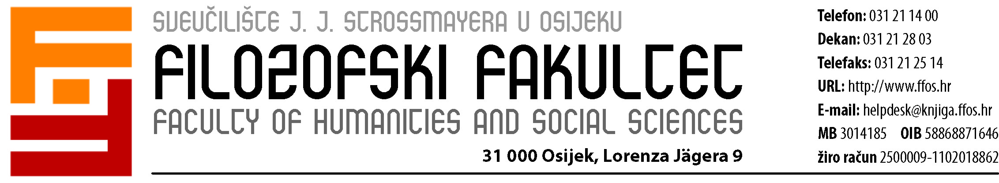 SVEUČILIŠTE J. J. STROSSMAYERA U OSIJEKU
FILOZOFSKI FAKULTET
FACULTY OF HUMANITIES AND SOCIAL SCIENCES
31 000 Osijek, Lorenza Jägera 9
Telefon: 031 21 14 00
Dekan: 031 21 28 03
Telefaks: 031 21 25 14
URL: http://www.ffos.hr
E-mail: helpdesk@knjiga.ffos.hr
MB 3014185 OIB 58868871646
žiro račun 2500009-1102018862